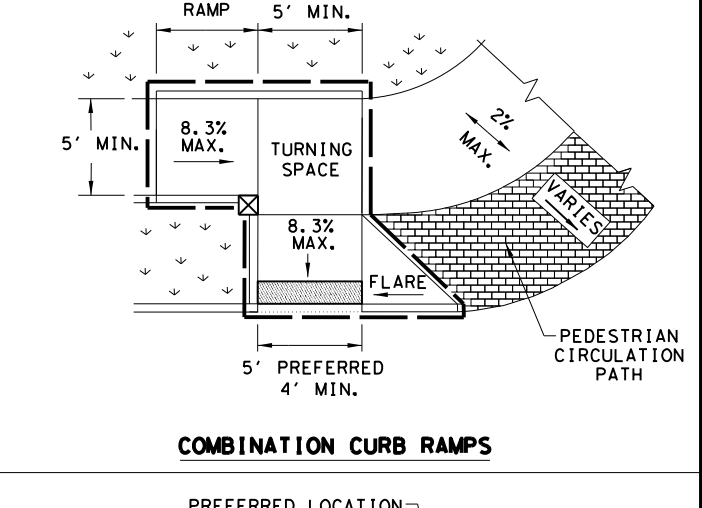 RAMP
5' MIN.
5' MIN.
8.3%
MAX.
TURNING
SPACE
2%
MAX.
VARIES
8.3%
MAX.
FLARE
5' PREFERRED
4' MIN.
PEDESTRIAN
CIRCULATION
PATH
COMBINATION CURB RAMPS
PREFERRED LOCATION